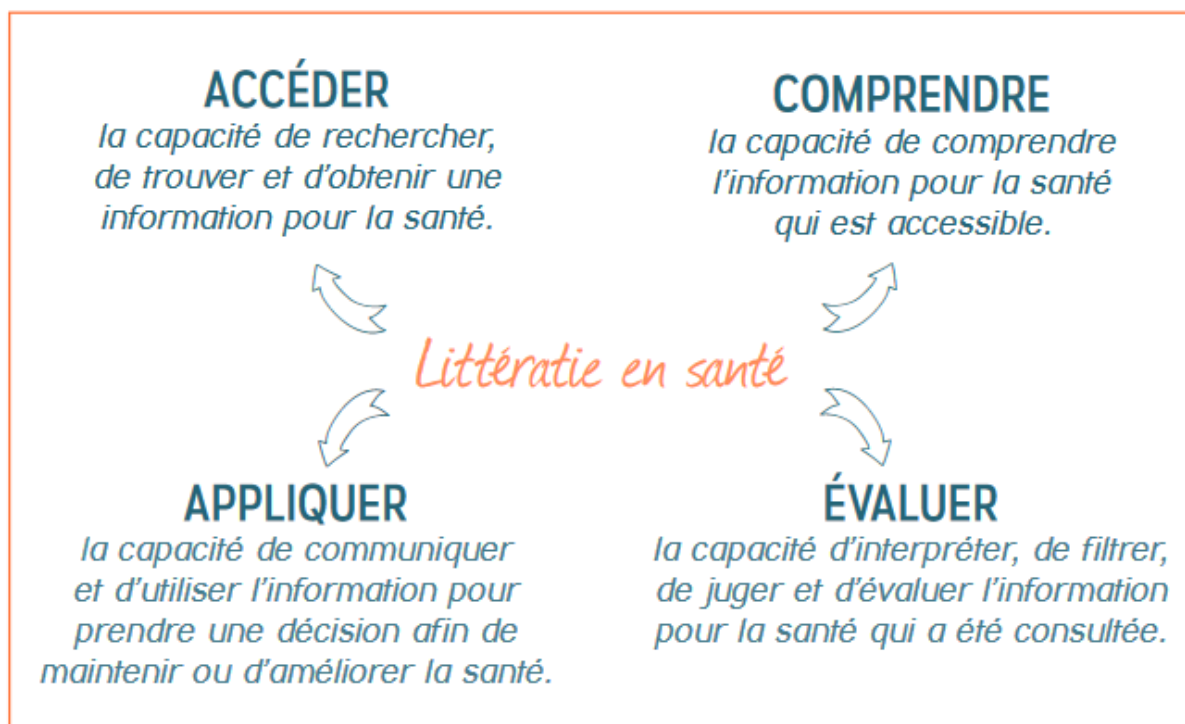 ACCÉDER
la capacité de rechercher,
de trouver et d'obtenir une
information pour la santé.
COMPRENDRE
la capacité de comprendre
l'information pour la santé
qui est accessible.
Littératie en santé
APPLIQUER
la capacité de communiquer
et d'utiliser l'information pour
prendre une décision afin de
maintenir ou d'améliorer la santé.
ÉVALUER
la capacité d'interpréter, de filtrer,
de juger et d'évaluer l'information
pour la santé qui a été consultée.